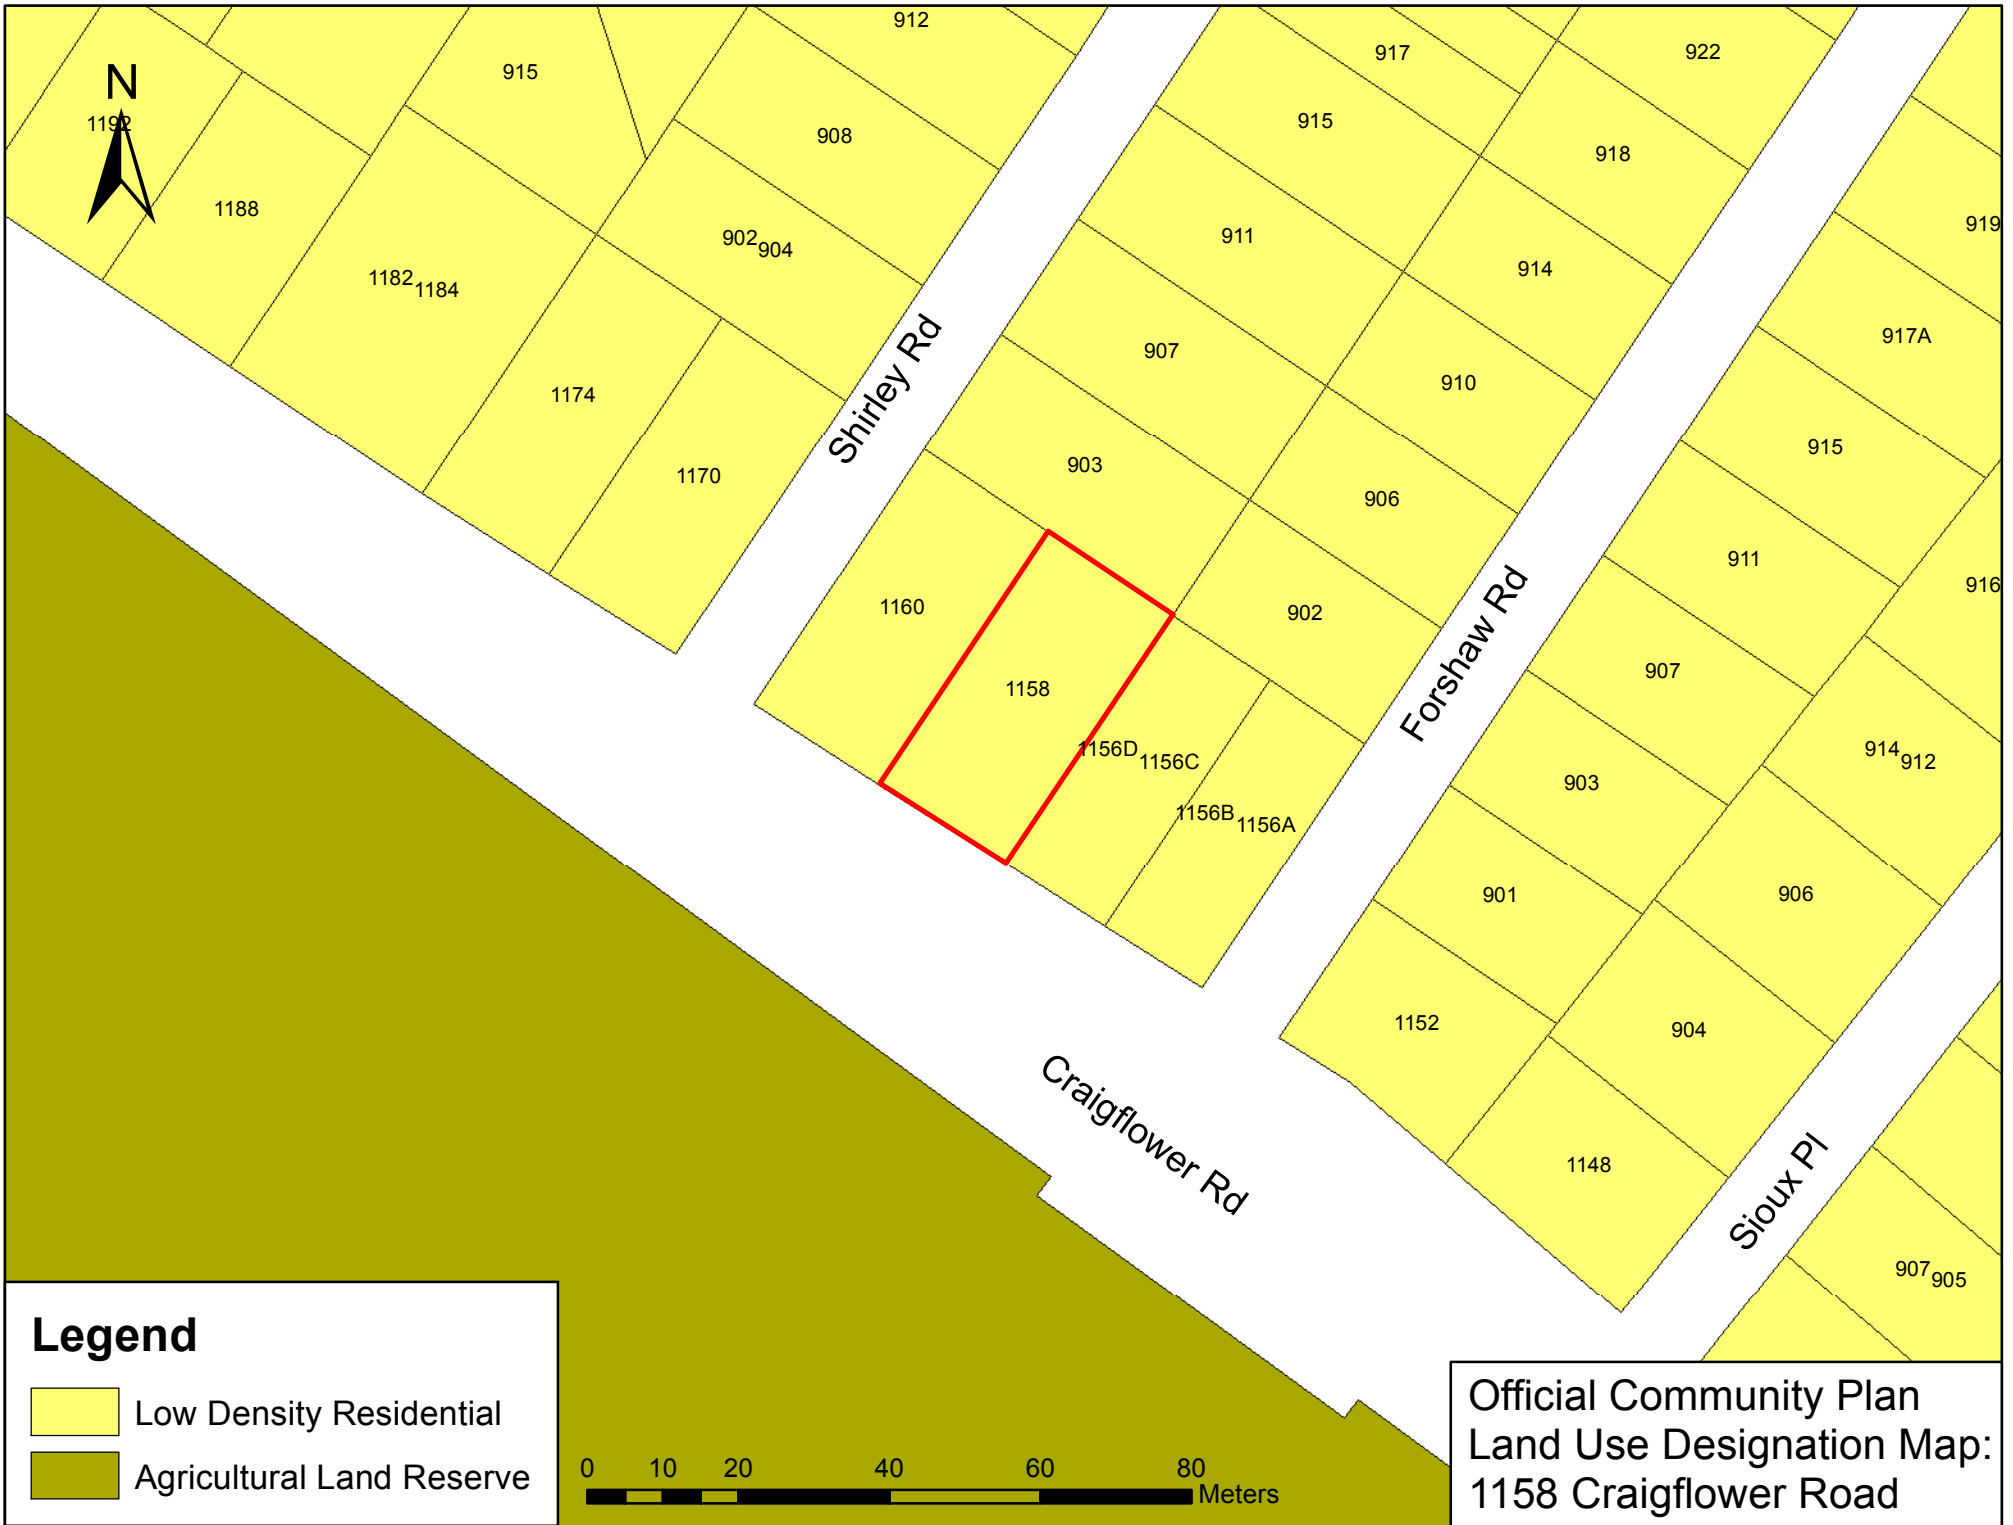 912
917
922
N
915
1192
908
915
918
1188
902 904
911
914
919
1182 1184
907
910
917A
Shirley Rd
1174
1170
903
906
915
911
916
1160
902
Forshaw Rd
1158
907
1156D 1156C
914 912
903
1156B 1156A
901
906
1152
904
Craigflower Rd
1148
Sioux Pl
907 905
Legend
Low Density Residential
Agricultural Land Reserve
0 10 20 40 60 80
Meters
Official Community Plan
Land Use Designation Map:
1158 Craigflower Road